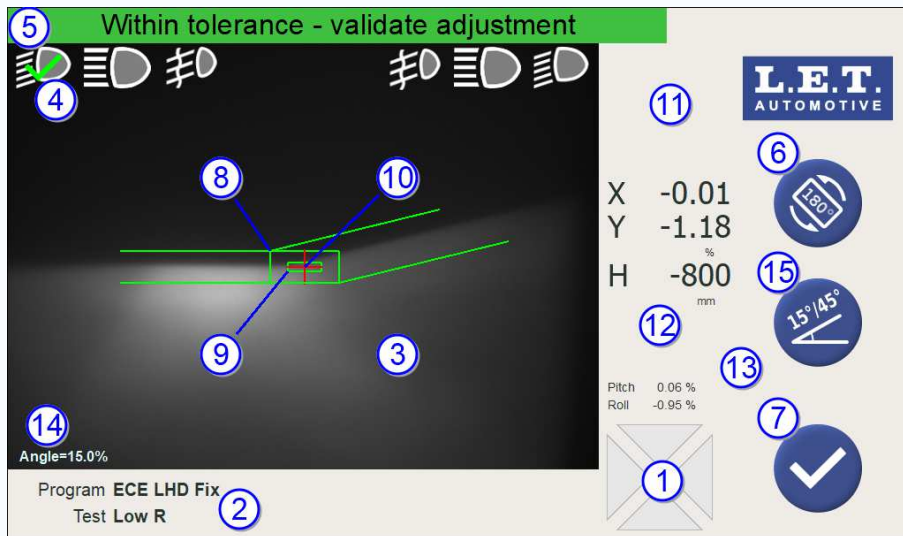 5
Within tolerance - validate adjustment
4
11
L.E.T.
AUTOMOTIVE
6
180°
8
10
X -0.01
Y -1.18
%
H -800
mm
15
15°/45°
9
3
12
13
Pitch 0.06 %
Roll -0.95 %
14
Angle=15.0%
7
1
Program ECE LHD Fix
Test Low R
2